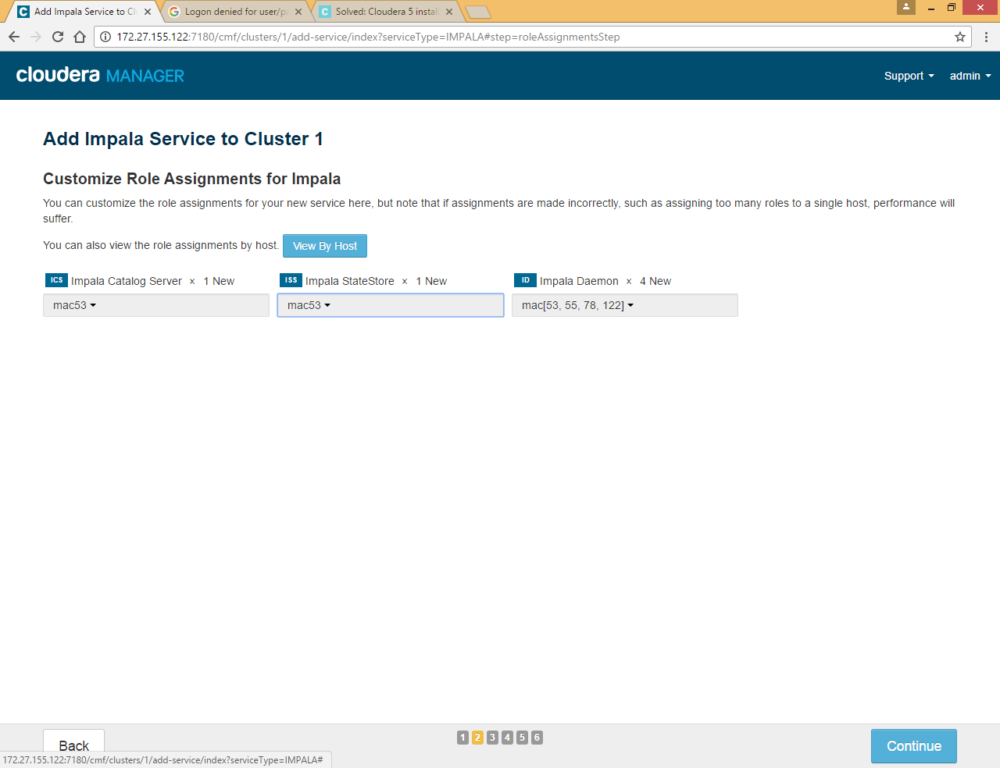 Add Impala Service to Cl
Logon denied for user/pa
Solved: Cloudera 5 instal
172.27.155.122:7180/cmf/clusters/1/add-service/index?serviceType=IMPALA#step=roleAssignmentsStep
cloudera MANAGER
Support
admin
Add Impala Service to Cluster 1
Customize Role Assignments for Impala
You can customize the role assignments for your new service here, but note that if assignments are made incorrectly, such as assigning too many roles to a single host, performance will
suffer.
You can also view the role assignments by host. View By Host
ICS Impala Catalog Server × 1 New
ISS Impala StateStore × 1 New
ID Impala Daemon × 4 New
mac53
mac53
mac[53, 55, 78, 122]
Back
1 2 3 4 5 6
Continue
172.27.155.122:7180/cmf/clusters/1/add-service/index?serviceType=IMPALA#